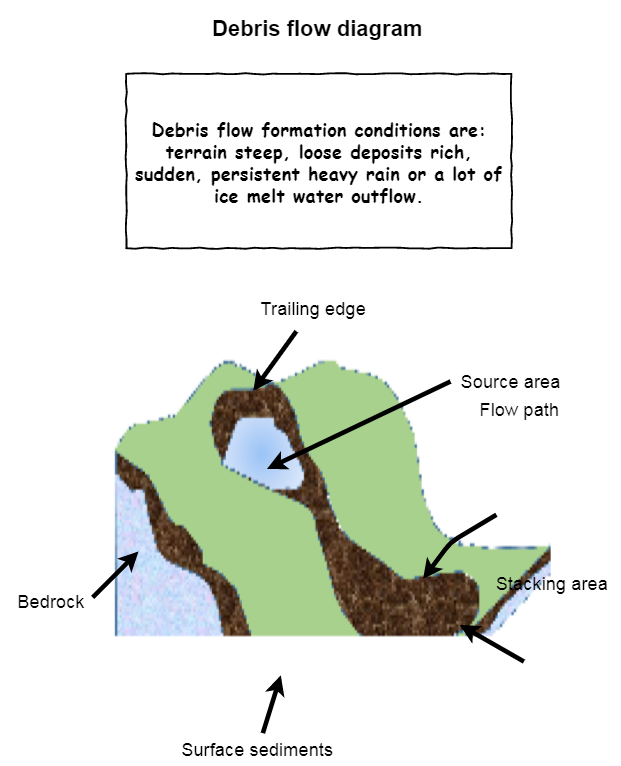 Debris flow diagram
Debris flow formation conditions are:
terrain steep, loose deposits rich,
sudden, persistent heavy rain or a lot of
ice melt water outflow.
Trailing edge
Source area
Flow path
Stacking area
Bedrock
Surface sediments